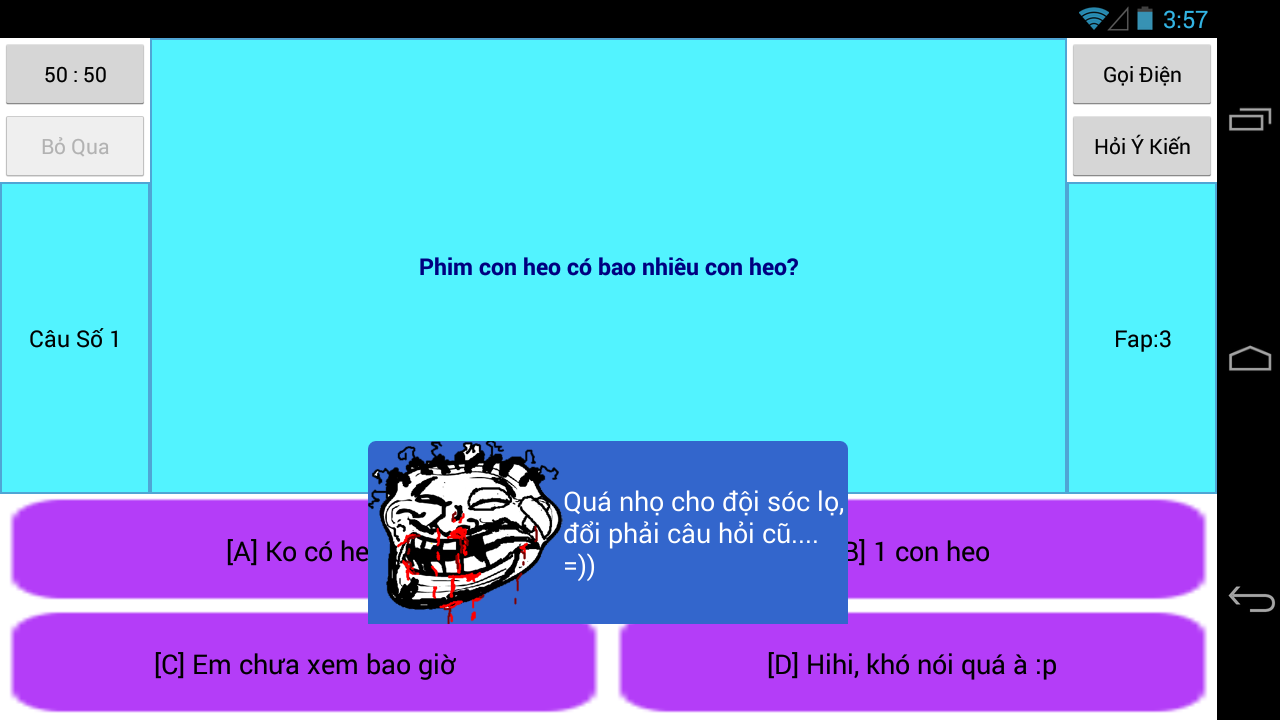 3:57
50 : 50
Gọi Điện
Bỏ Qua
Hỏi Ý Kiến
Phim con heo có bao nhiêu con heo?
Câu Số 1
Fap:3
Quá nhọ cho đội sóc lọ,
đổi phải câu hỏi cũ....
=))
[A] Ko có he
B] 1 con heo
[C] Em chưa xem bao giờ
[D] Hihi, khó nói quá à :p